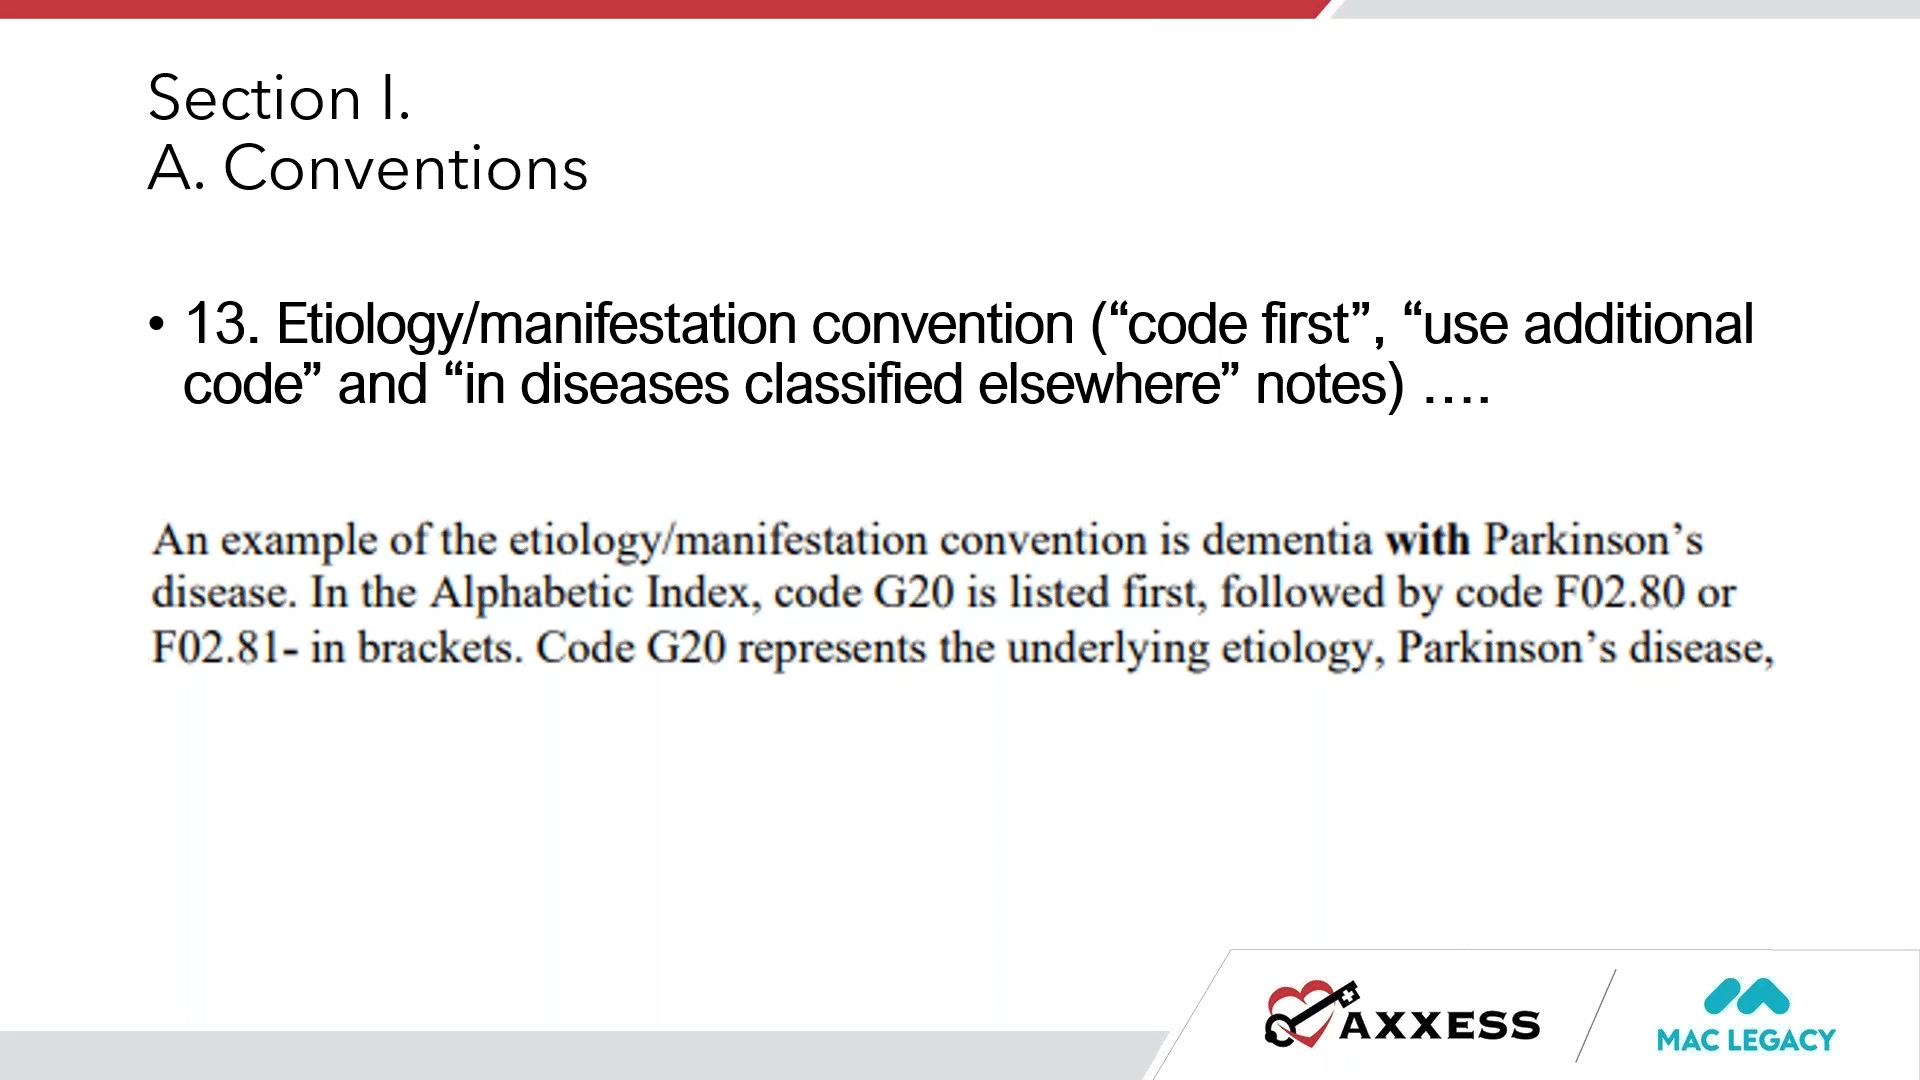 Section I.
A. Conventions
• 13. Etiology/manifestation convention (“code first”, “use additional
code” and “in diseases classified elsewhere” notes) ….
An example of the etiology/manifestation convention is dementia with Parkinson’s
disease. In the Alphabetic Index, code G20 is listed first, followed by code F02.80 or
F02.81- in brackets. Code G20 represents the underlying etiology, Parkinson’s disease,
AXXESS
MAC LEGACY